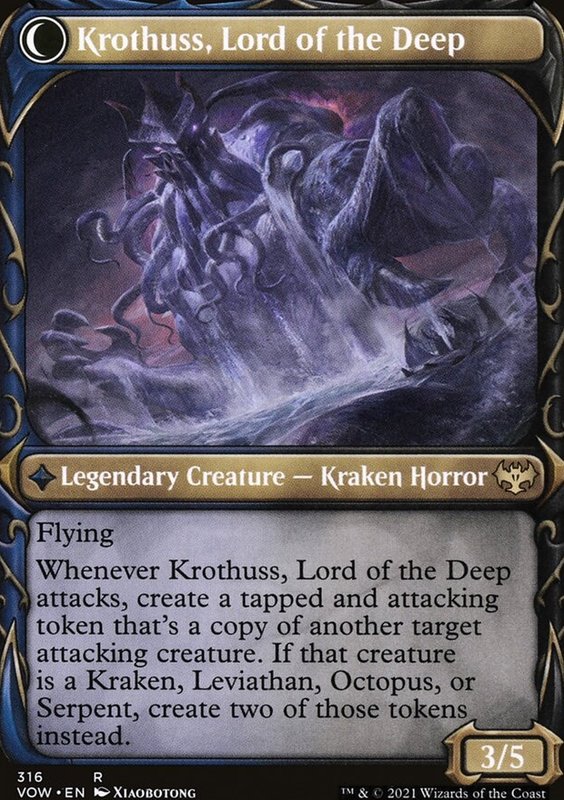 Krothuss, Lord of the Deep
Legendary Creature — Kraken Horror
Flying
Whenever Krothuss, Lord of the Deep
attacks, create a tapped and attacking
token that's a copy of another target
attacking creature. If that creature
is a Kraken, Leviathan, Octopus, or
Serpent, create two of those tokens
instead.
3/5
316 R
VOW • EN XIAOBOTONG
™ & © 2021 Wizards of the Coast